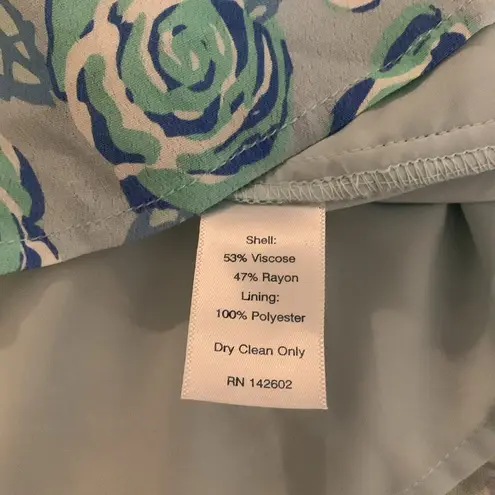 Shell:
53% Viscose
47% Rayon
Lining:
100% Polyester
Dry Clean Only
RN 142602